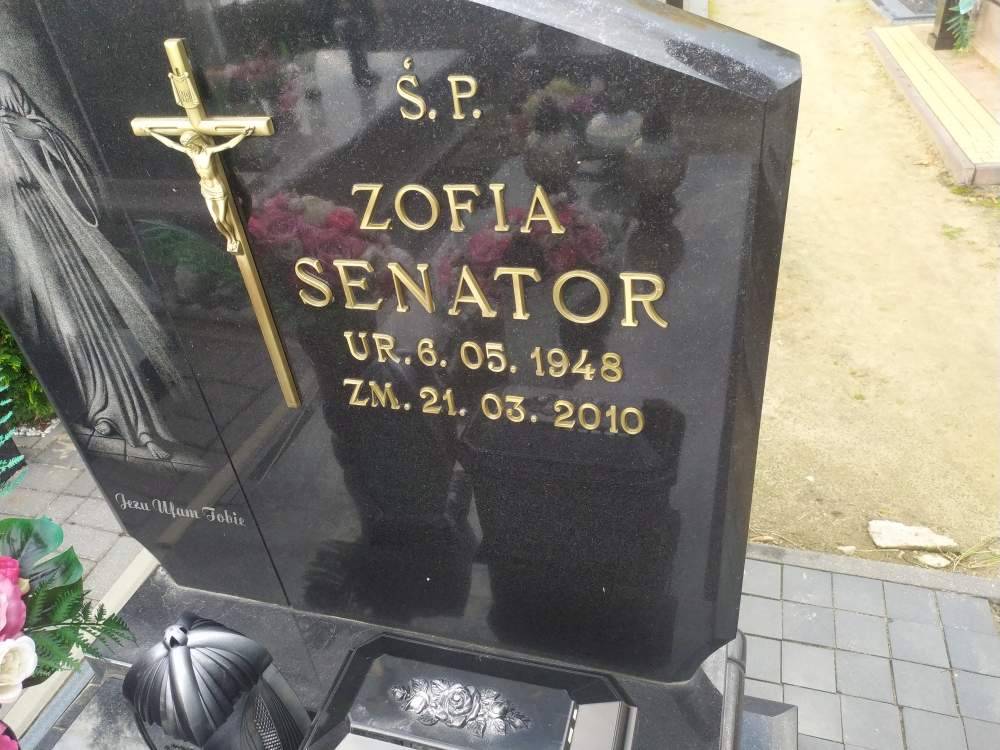 Ś.P.
ZOFIA
SENATOR
UR. 6. 05. 1948
ZM. 21. 03. 2010
Jezu Ufam Tobie